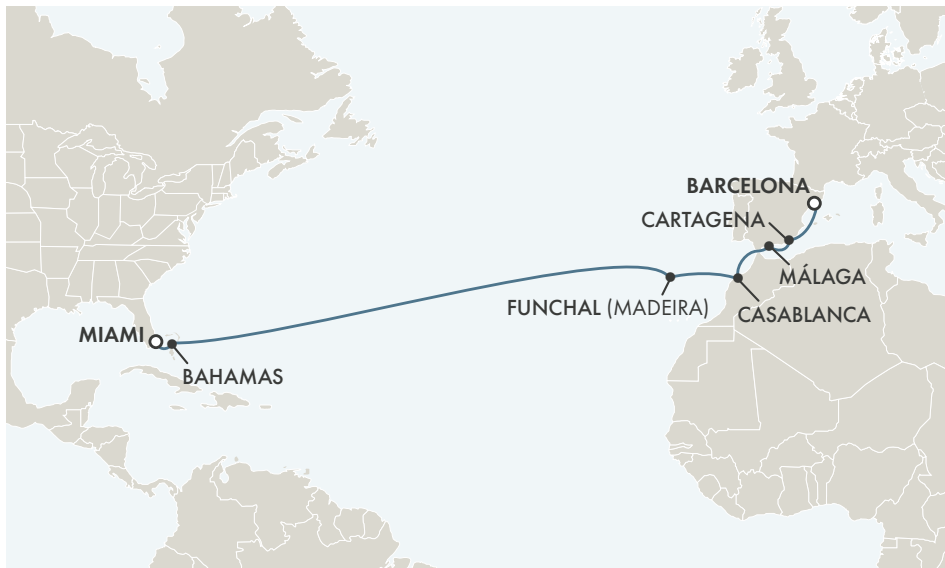 BARCELONA
CARTAGENA
MÁLAGA
FUNCHAL (MADEIRA)
CASABLANCA
MIAMI
BAHAMAS